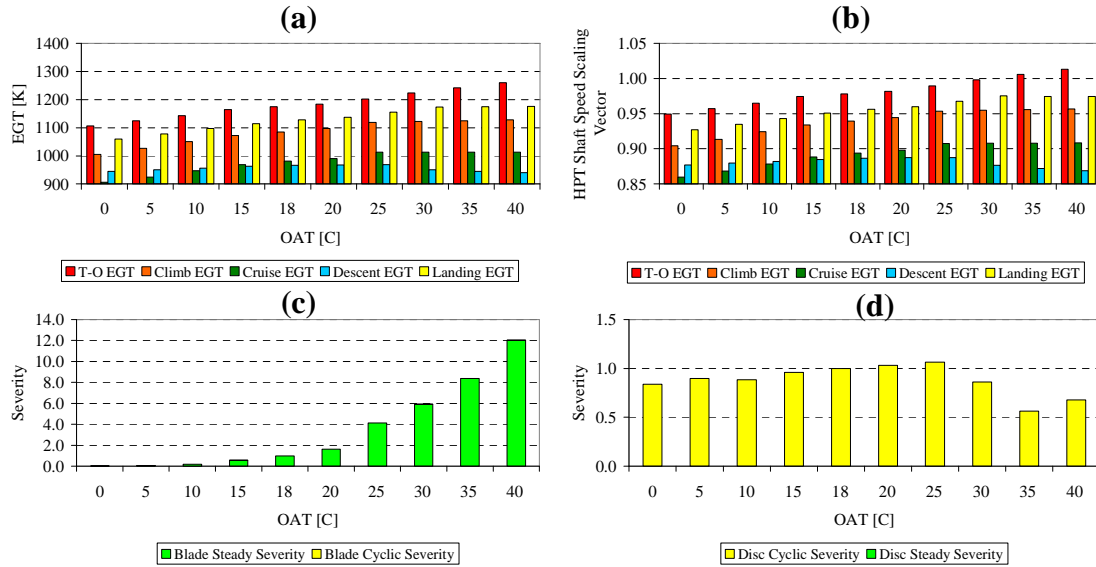 (a)
EGT [K]
1400
1300
1200
1100
1000
900
0 5 10 15 18 20 25 30 35 40
OAT [C]
T-O EGT Climb EGT Cruise EGT Descent EGT Landing EGT
(b)
HPT Shaft Speed Scaling
Vector
1.05
1.00
0.95
0.90
0.85
0 5 10 15 18 20 25 30 35 40
OAT [C]
T-O EGT Climb EGT Cruise EGT Descent EGT Landing EGT
(c)
Severity
14.0
12.0
10.0
8.0
6.0
4.0
2.0
0.0
0 5 10 15 18 20 25 30 35 40
OAT [C]
Blade Steady Severity Blade Cyclic Severity
(d)
Severity
1.5
1.0
0.5
0.0
0 5 10 15 18 20 25 30 35 40
OAT [C]
Disc Cyclic Severity Disc Steady Severity